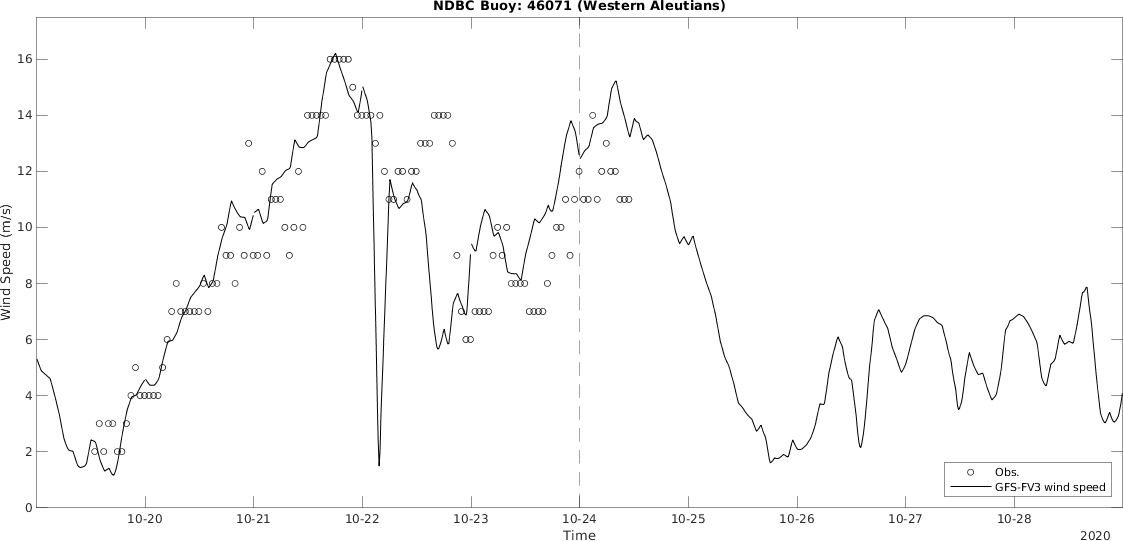 NDBC Buoy: 46071 (Western Aleutians)
Wind Speed (m/s)
16
14
12
10
8
6
4
2
0
Obs.
GFS-FV3 wind speed
10-20 10-21 10-22 10-23 10-24 10-25 10-26 10-27 10-28
Time
2020